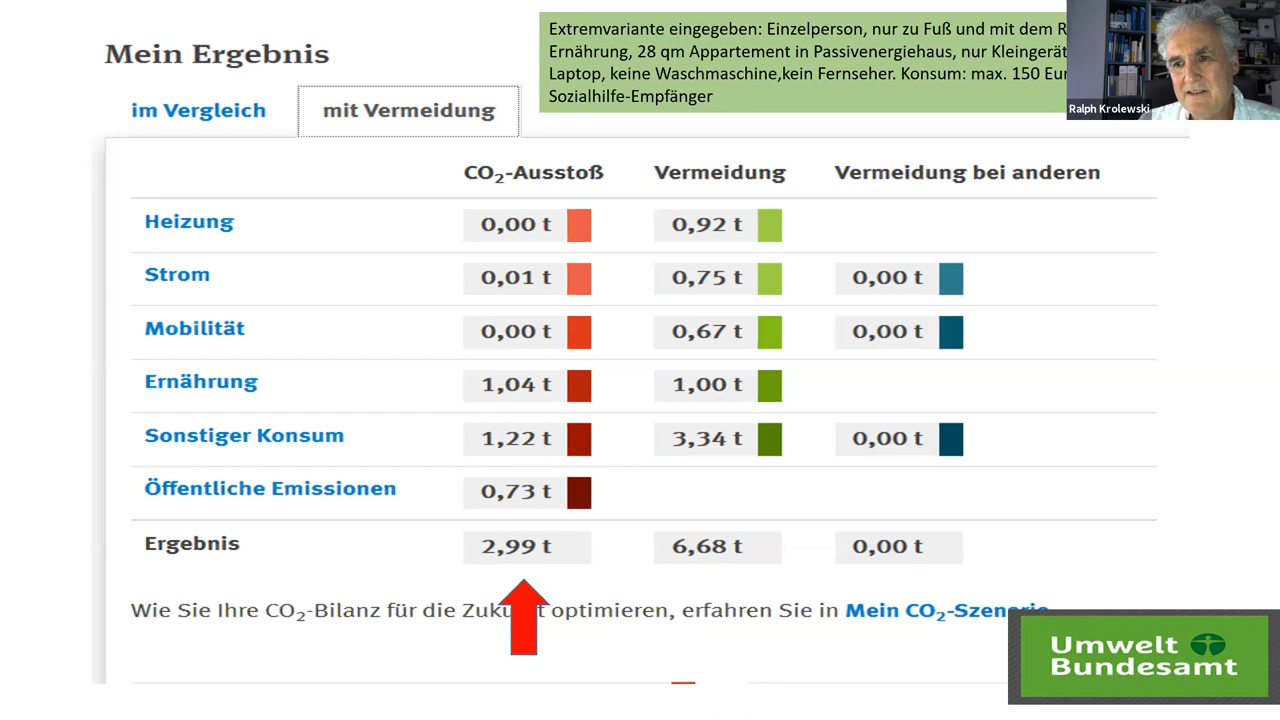 Extremvariante eingegeben: Einzelperson, nur zu Fuß und mit dem
Ernährung, 28 qm Appartement in Passivenergiehaus, nur Kleingerät
Laptop, keine Waschmaschine,kein Fernseher. Konsum: max. 150
Sozialhilfe-Empfänger
Ralph Krolewski
Mein Ergebnis
im Vergleich mit Vermeidung
CO₂-Ausstoß Vermeidung Vermeidung bei anderen
Heizung 0,00 t 0,92 t
Strom 0,01 t 0,75 t 0,00 t
Mobilität 0,00 t 0,67 t 0,00 t
Ernährung 1,04 t 1,00 t
Sonstiger Konsum 1,22 t 3,34 t 0,00 t
Öffentliche Emissionen 0,73 t
Ergebnis 2,99 t 6,68 t 0,00 t
Wie Sie Ihre CO₂-Bilanz für die Zukunft optimieren, erfahren Sie in Mein CO₂-Szenario
Umwelt
Bundesamt